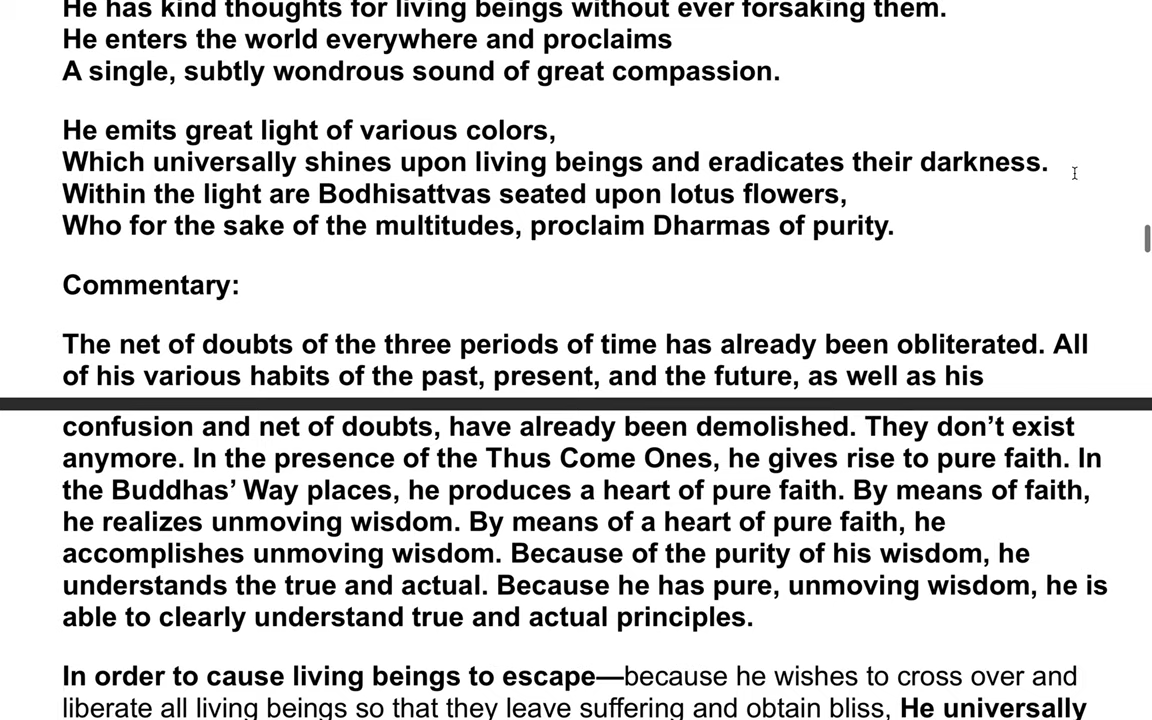 He has kind thoughts for living beings without ever forsaking them.
He enters the world everywhere and proclaims
A single, subtly wondrous sound of great compassion.
He emits great light of various colors,
Which universally shines upon living beings and eradicates their darkness.
Within the light are Bodhisattvas seated upon lotus flowers,
Who for the sake of the multitudes, proclaim Dharmas of purity.
Commentary:
The net of doubts of the three periods of time has already been obliterated. All
of his various habits of the past, present, and the future, as well as his
confusion and net of doubts, have already been demolished. They don’t exist
anymore. In the presence of the Thus Come Ones, he gives rise to pure faith. In
the Buddhas’ Way places, he produces a heart of pure faith. By means of faith,
he realizes unmoving wisdom. By means of a heart of pure faith, he
accomplishes unmoving wisdom. Because of the purity of his wisdom, he
understands the true and actual. Because he has pure, unmoving wisdom, he is
able to clearly understand true and actual principles.
In order to cause living beings to escape—because he wishes to cross over and
liberate all living beings so that they leave suffering and obtain bliss, He universally